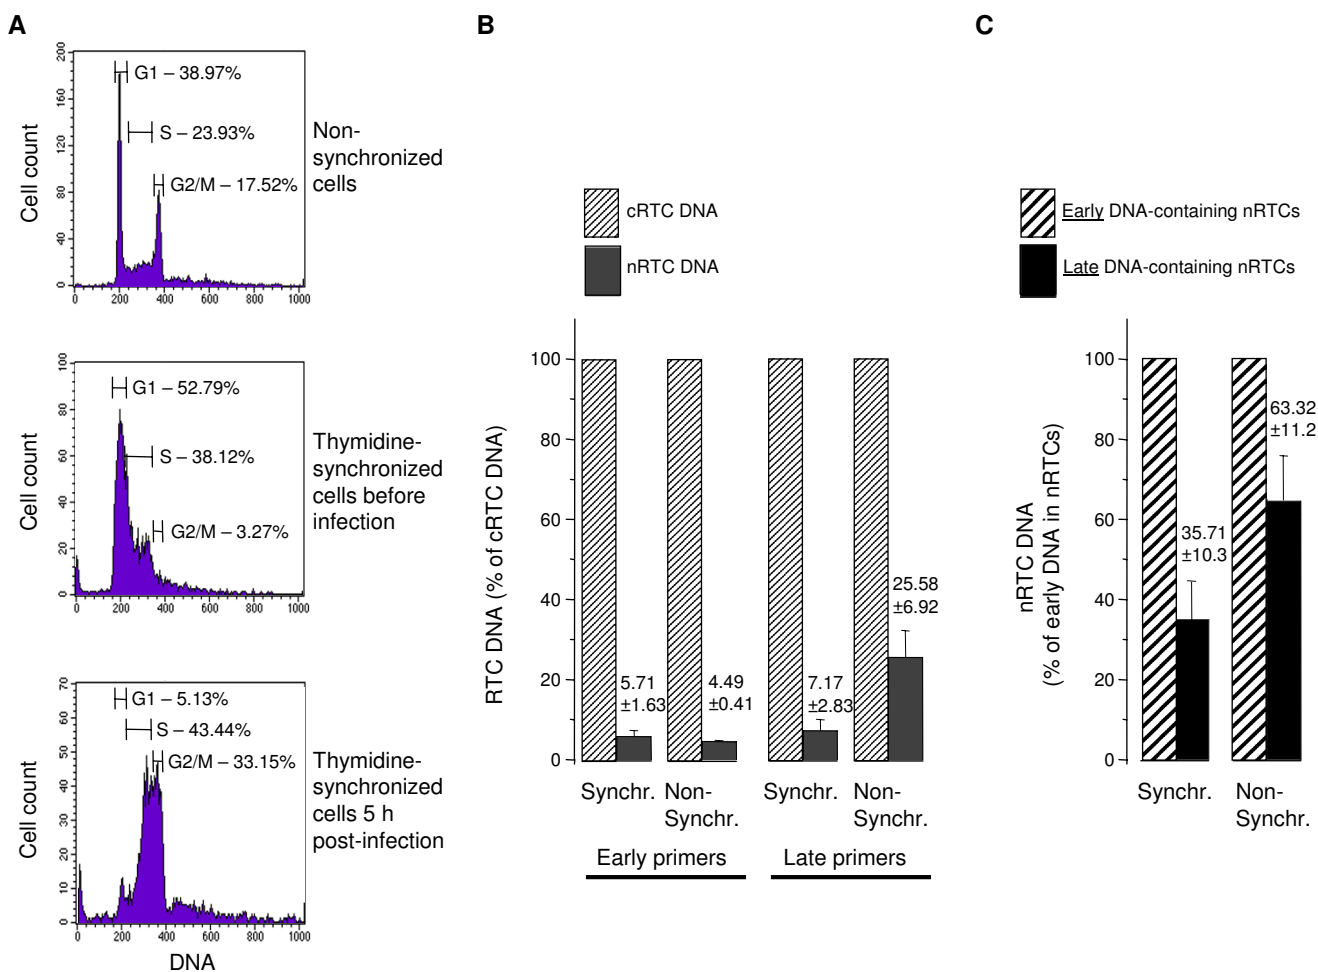 A
200
160
120
80
40
0
Cell count
G1 – 38.97%
S – 23.93%
G2/M – 17.52%
0 200 400 600 800 1000
Non-
synchronized
cells
100
80
60
40
20
0
Cell count
G1 – 52.79%
S – 38.12%
G2/M – 3.27%
0 200 400 600 800 1000
Thymidine-
synchronized
cells before
infection
70
60
50
40
30
20
10
0
Cell count
G1 – 5.13%
S – 43.44%
G2/M – 33.15%
0 200 400 600 800 1000
DNA
Thymidine-
synchronized
cells 5 h
post-infection
B
cRTC DNA
nRTC DNA
RTC DNA (% of cRTC DNA)
100
80
60
40
20
0
5.71
±1.63
4.49
±0.41
7.17
±2.83
25.58
±6.92
Synchr. Non-
Synchr.
Synchr. Non-
Synchr.
Early primers
Late primers
C
Early DNA-containing nRTCs
Late DNA-containing nRTCs
nRTC DNA
(% of early DNA in nRTCs)
100
80
60
40
20
0
35.71
±10.3
63.32
±11.2
Synchr. Non-
Synchr.